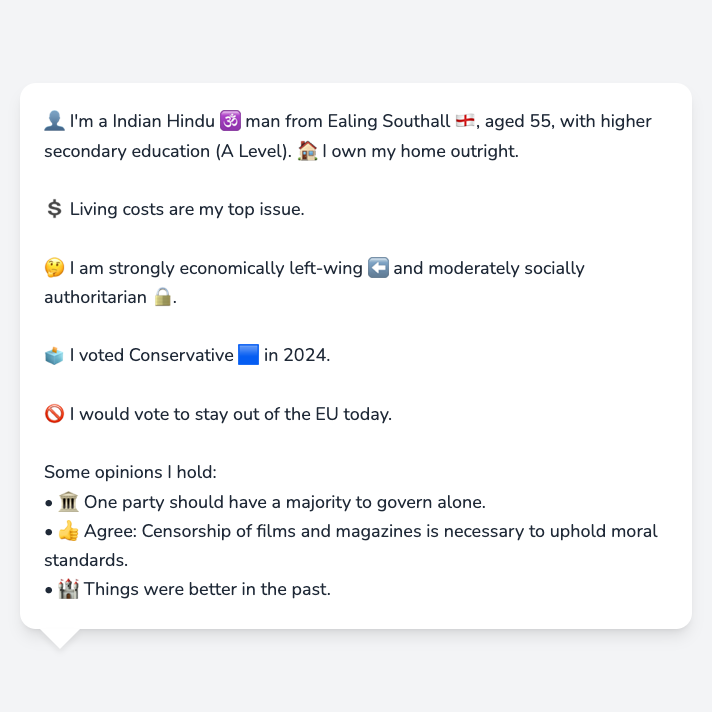 👤 I'm a Indian Hindu 🕉️ man from Ealing Southall 🏴󠁧󠁢󠁥󠁮󠁧󠁿, aged 55, with higher
secondary education (A Level). 🏠 I own my home outright.
💲 Living costs are my top issue.
🤔 I am strongly economically left-wing ⬅️ and moderately socially
authoritarian 🔒.
🗳️ I voted Conservative 🟦 in 2024.
🚫 I would vote to stay out of the EU today.
Some opinions I hold:
• 🏛️ One party should have a majority to govern alone.
• 👍 Agree: Censorship of films and magazines is necessary to uphold moral
standards.
• 🏰 Things were better in the past.